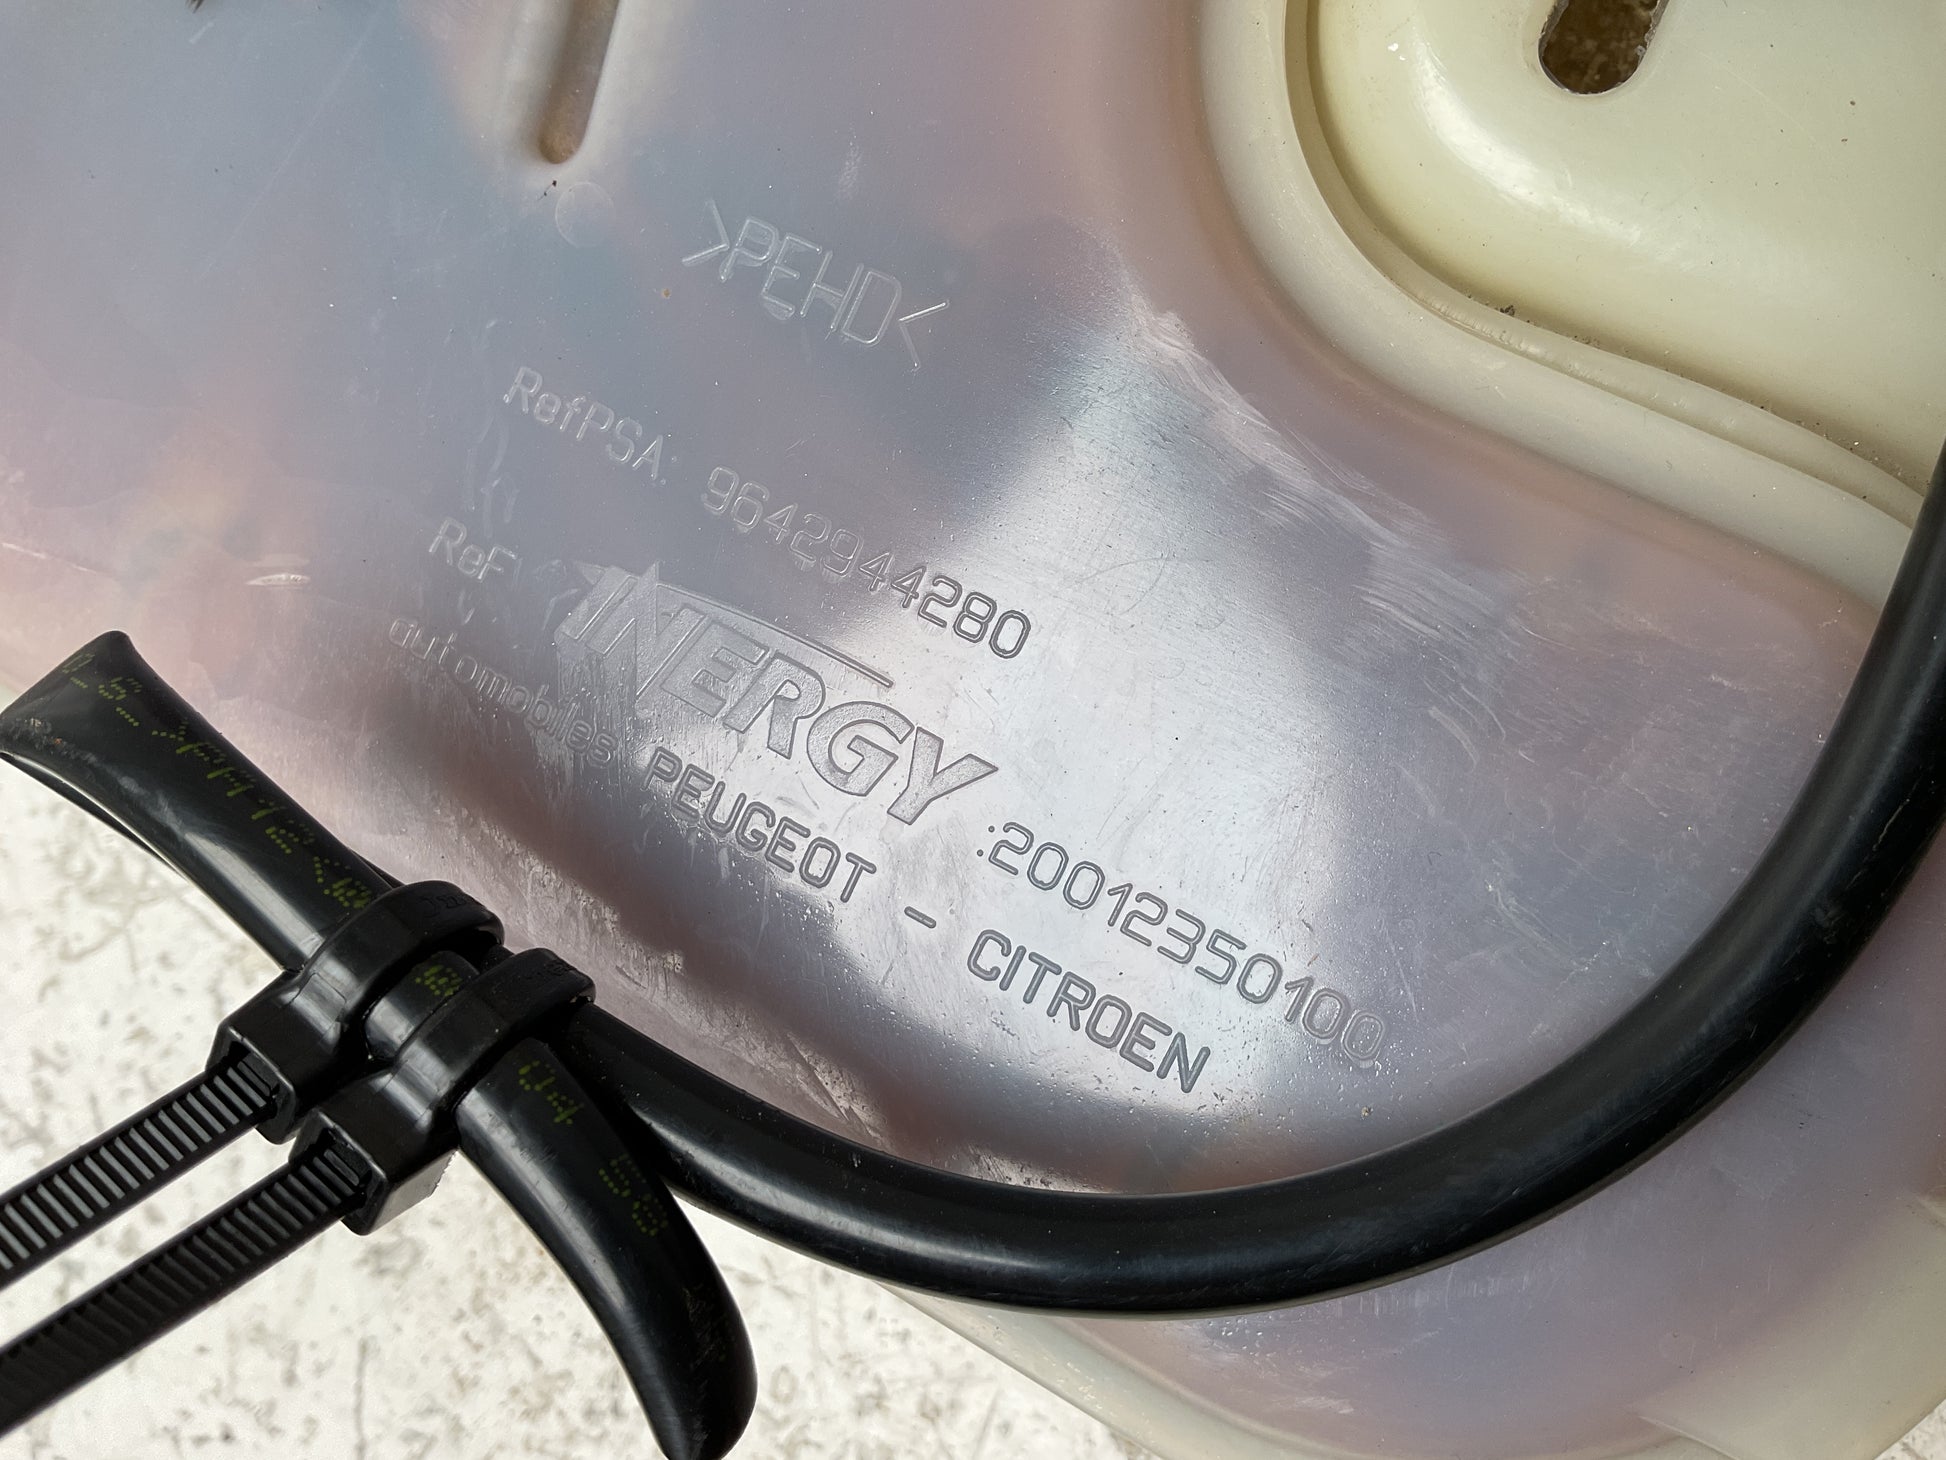 >PEHD<
RefPSA: 9642944280
ReF INERGY :20012350100
automobiles PEUGEOT - CITROEN